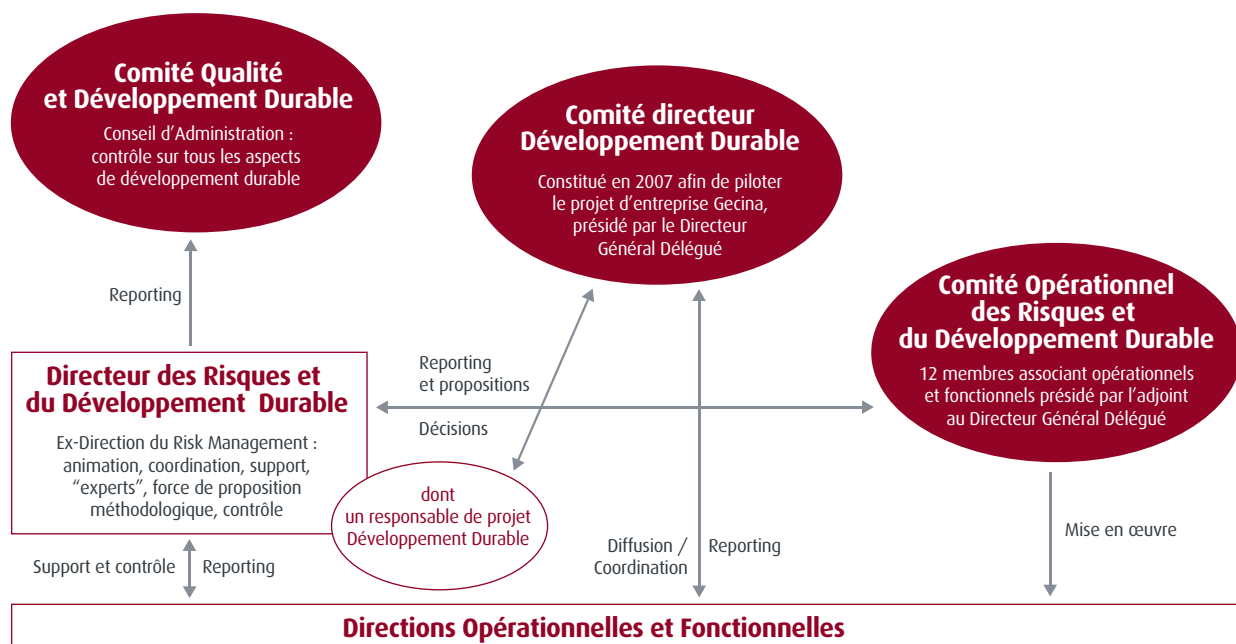 Comité Qualité
et Développement Durable
Conseil d'Administration :
contrôle sur tous les aspects
de développement durable
Comité directeur
Développement Durable
Constitué en 2007 afin de piloter
le projet d'entreprise Gecina,
présidé par le Directeur
Général Délégué
Comité Opérationnel
des Risques et
du Développement Durable
12 membres associant opérationnels
et fonctionnels présidé par l'adjoint
au Directeur Général Délégué
Reporting
Directeur des Risques et
du Développement Durable
Ex-Direction du Risk Management :
animation, coordination, support,
“experts”, force de proposition
méthodologique, contrôle
Reporting
et propositions
Décisions
dont
un responsable de projet
Développement Durable
Support et contrôle
Reporting
Diffusion /
Coordination
Reporting
Mise en œuvre
Directions Opérationnelles et Fonctionnelles